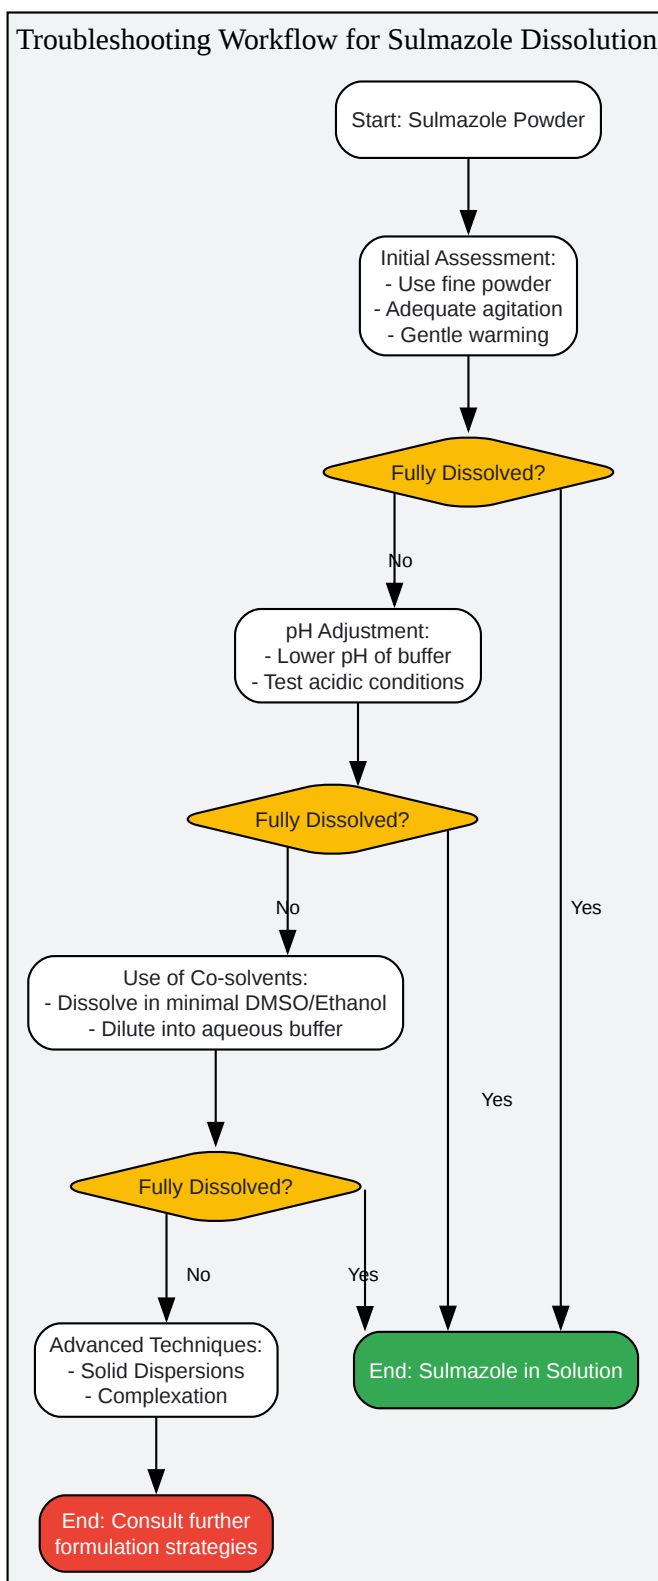 Troubleshooting Workflow for Sulmazole Dissolution
Start: Sulmazole Powder
Initial Assessment:
- Use fine powder
- Adequate agitation
- Gentle warming
Fully Dissolved?
No
pH Adjustment:
- Lower pH of buffer
- Test acidic conditions
Fully Dissolved?
No
Yes
Use of Co-solvents:
- Dissolve in minimal DMSO/Ethanol
- Dilute into aqueous buffer
Yes
Fully Dissolved?
No
Yes
Advanced Techniques:
- Solid Dispersions
- Complexation
End: Sulmazole in Solution
End: Consult further
formulation strategies